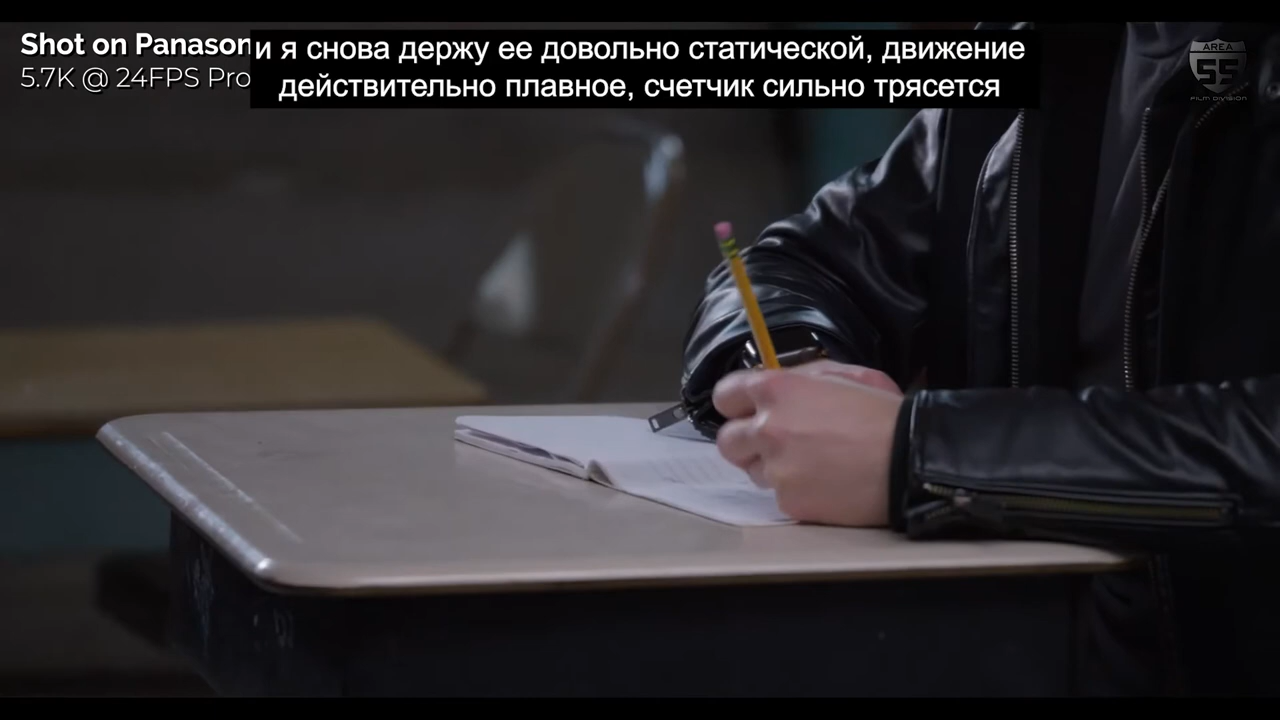 Shot on Panason
5.7K @ 24FPS Pro
и я снова держу ее довольно статической, движение
действительно плавное, счетчик сильно трясется
AREA
55
FILM DIVISION